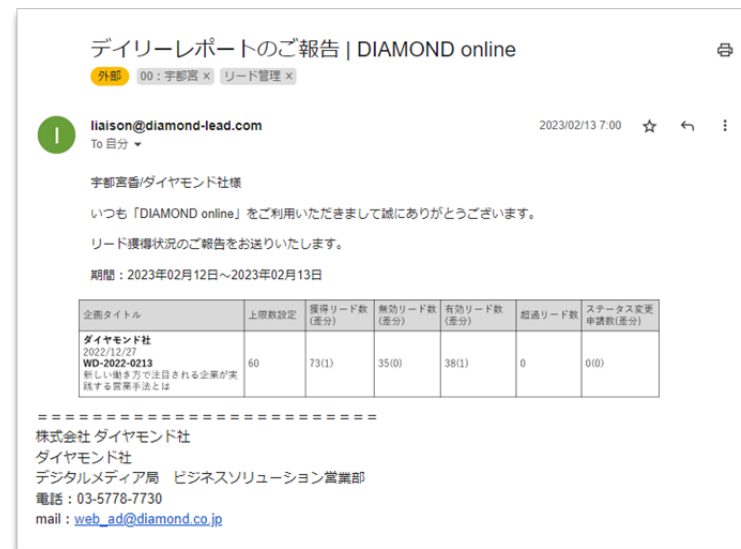 デイリーレポートのご報告 | DIAMOND online
外部 00：宇都宮 × リード管理 ×
I
liaison@diamond-lead.com
2023/02/13 7:00
To 自分
宇都宮香/ダイヤモンド社様
いつも「DIAMOND online」をご利用いただきまして誠にありがとうございます。
リード獲得状況のご報告をお送りいたします。
期間：2023年02月12日～2023年02月13日
企画タイトル 上限数設定 獲得リード数(差分) 無効リード数(差分) 有効リード数(差分) 超過リード数 ステータス変更申請数(差分)
ダイヤモンド社
2022/12/27
WD-2022-0213
新しい働き方で注目される企業が実
践する営業手法とは
60 73(1) 35(0) 38(1) 0 0(0)
= = = = = = = = = = = = = = = = = = = = = = = = =
株式会社 ダイヤモンド社
ダイヤモンド社
デジタルメディア局　ビジネスソリューション営業部
電話：03-5778-7730
mail：web_ad@diamond.co.jp